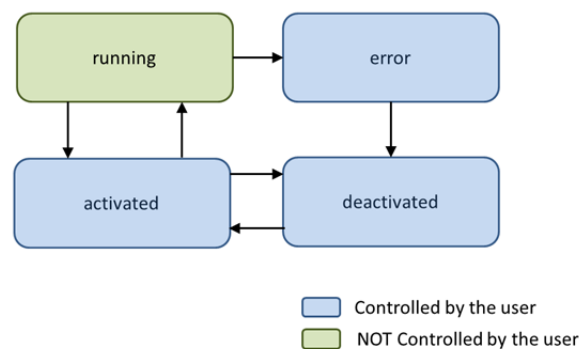 running
error
activated
deactivated
Controlled by the user
NOT Controlled by the user